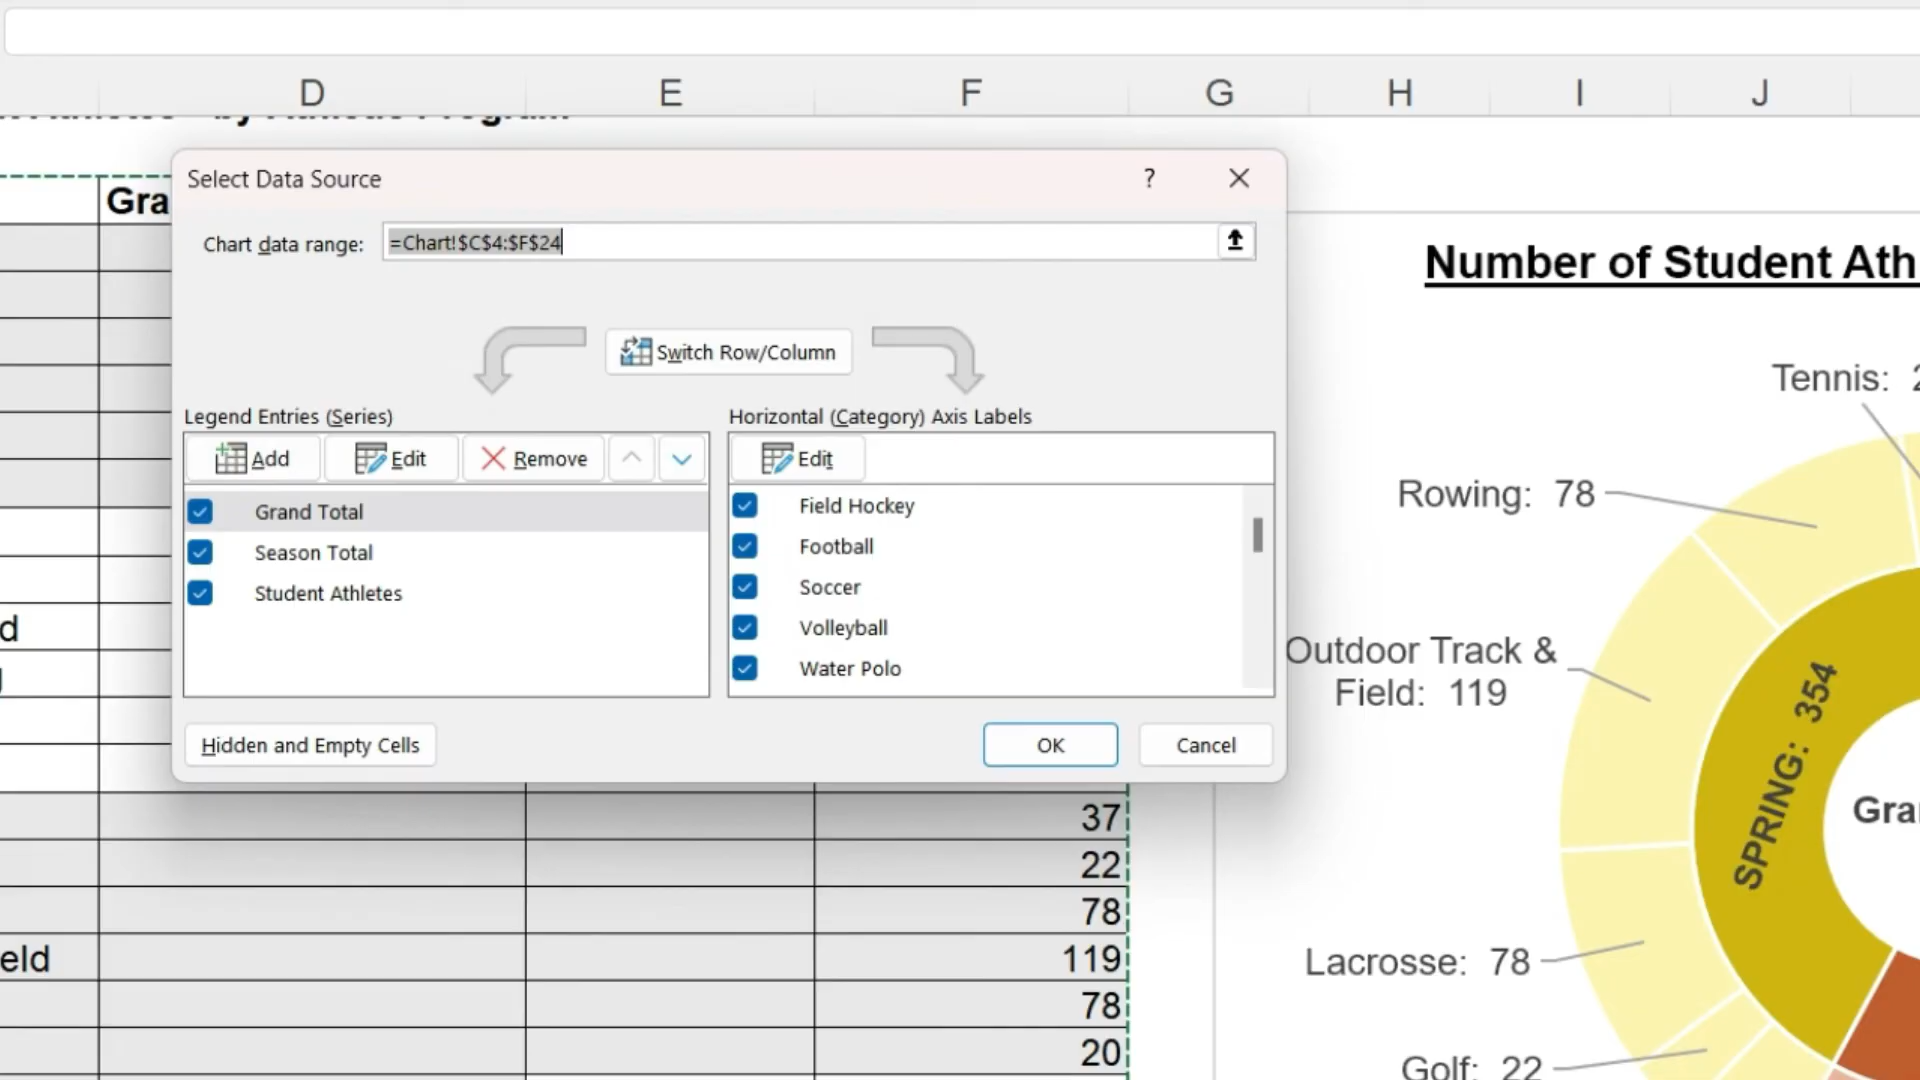 D E F G H I J
by Program
Gra
Select Data Source
?
Chart data range:
=Chart!$C$4:$F$24
Switch Row/Column
Legend Entries (Series)
Horizontal (Category) Axis Labels
Add
Edit
Remove
Edit
Grand Total
Season Total
Student Athletes
Field Hockey
Football
Soccer
Volleyball
Water Polo
Hidden and Empty Cells
OK
Cancel
d
37
22
78
eld
119
78
20
Number of Student Ath
Tennis: 2
Rowing: 78
Outdoor Track &
Field: 119
SPRING: 354
Gra
Lacrosse: 78
Golf: 22